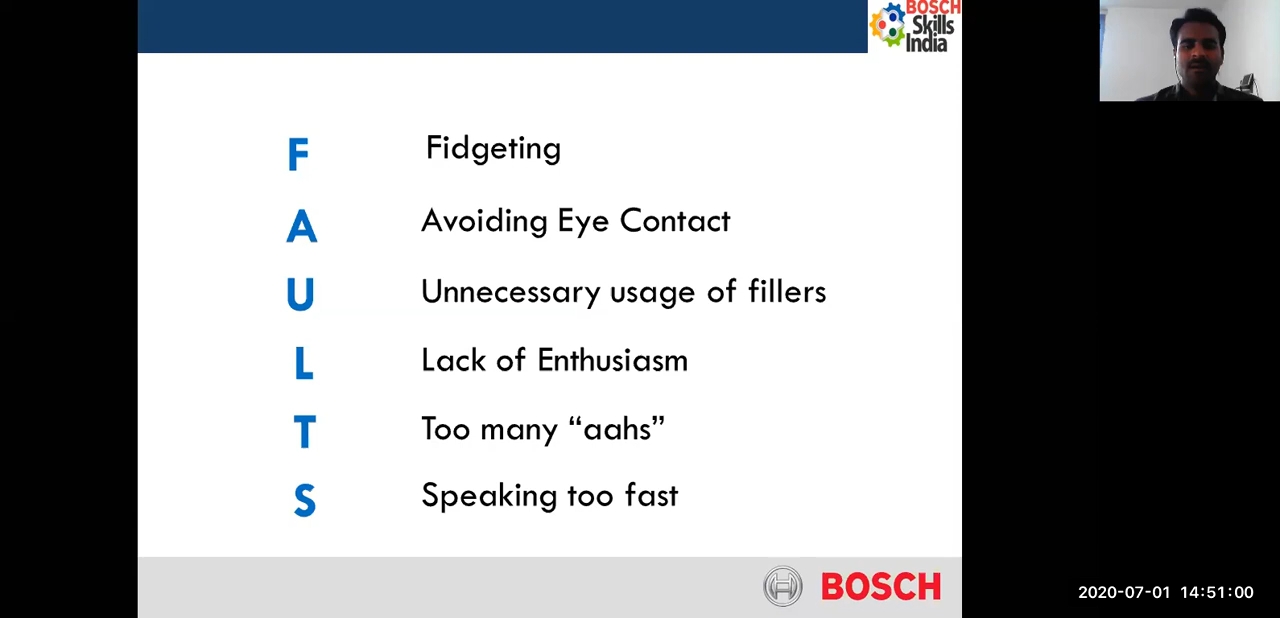 BOSCH
Skills
India
F Fidgeting
A Avoiding Eye Contact
U Unnecessary usage of fillers
L Lack of Enthusiasm
T Too many “aahs”
S Speaking too fast
BOSCH
2020-07-01 14:51:00